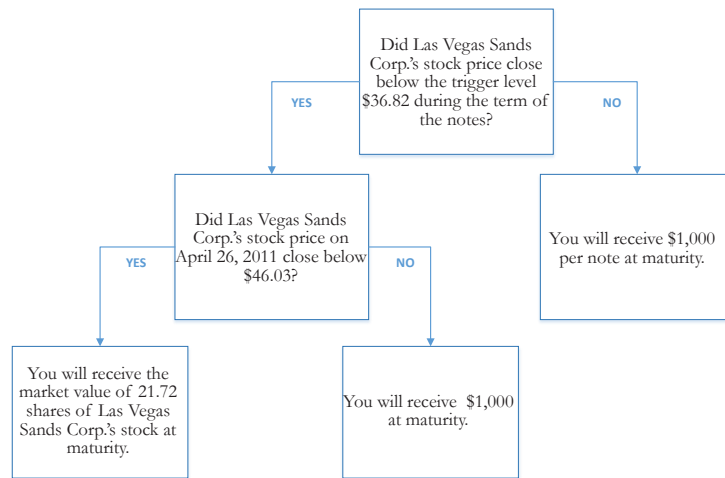 Did Las Vegas Sands
Corp.'s stock price close
below the trigger level
$36.82 during the term of
the notes?
YES
NO
Did Las Vegas Sands
Corp.'s stock price on
April 26, 2011 close below
$46.03?
You will receive $1,000
per note at maturity.
YES
NO
You will receive the
market value of 21.72
shares of Las Vegas
Sands Corp.'s stock at
maturity.
You will receive $1,000
at maturity.